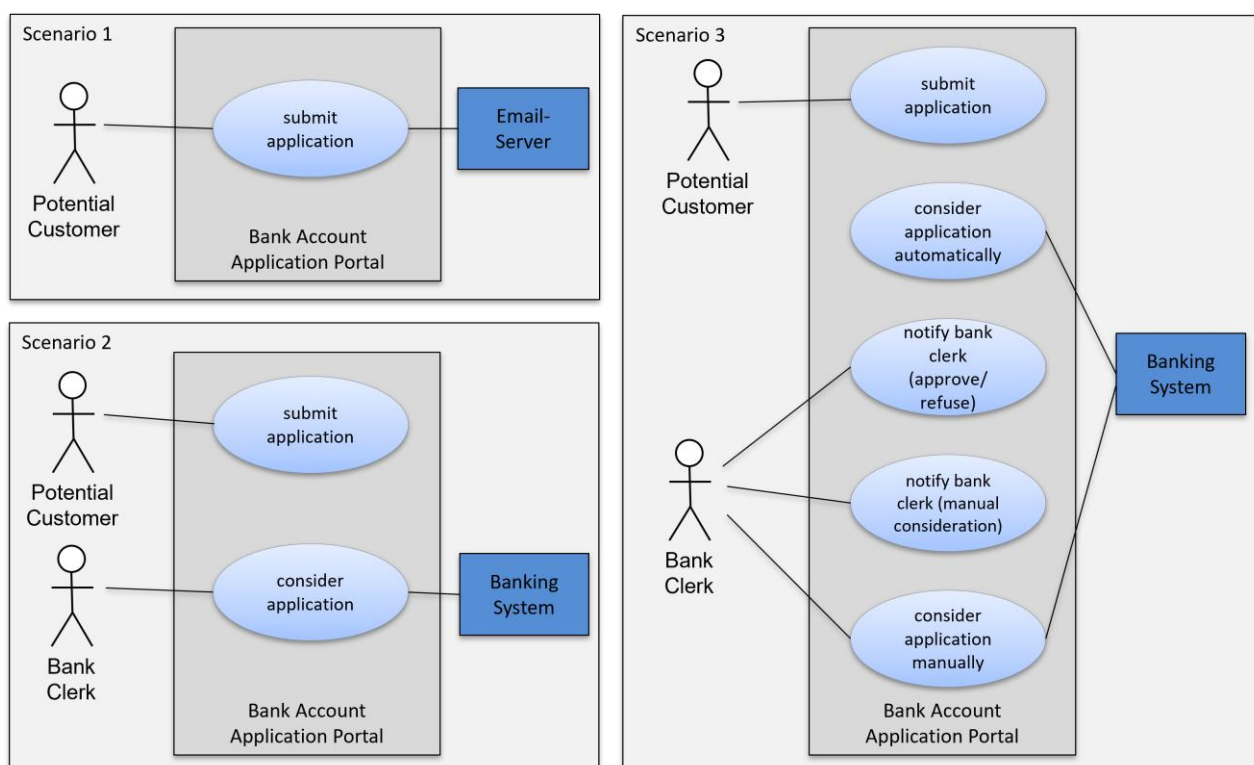 Scenario 1
Potential
Customer
submit
application
Email-
Server
Bank Account
Application Portal
Scenario 2
Potential
Customer
submit
application
Bank
Clerk
consider
application
Banking
System
Bank Account
Application Portal
Scenario 3
Potential
Customer
submit
application
consider
application
automatically
notify bank
clerk
(approve/
refuse)
Banking
System
Bank
Clerk
notify bank
clerk (manual
consideration)
consider
application
manually
Bank Account
Application Portal